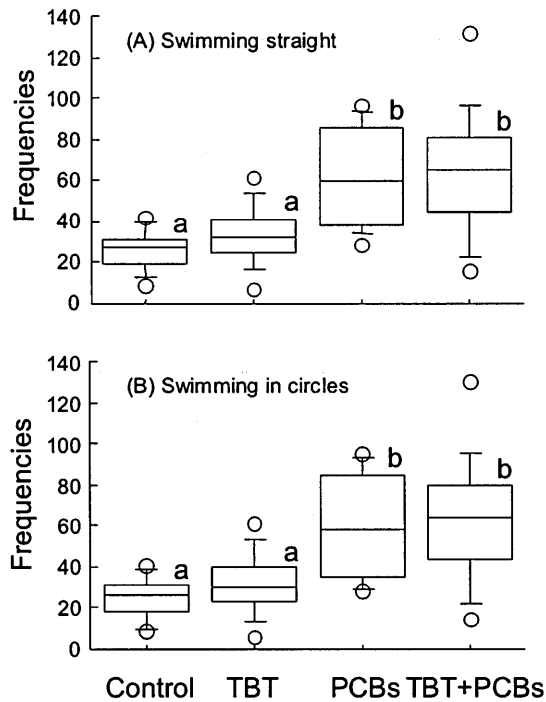 (A) Swimming straight
Frequencies
140
120
100
80
60
40
20
0
a
a
b
b
(B) Swimming in circles
Frequencies
140
120
100
80
60
40
20
0
a
a
b
b
Control TBT PCBs TBT+PCBs